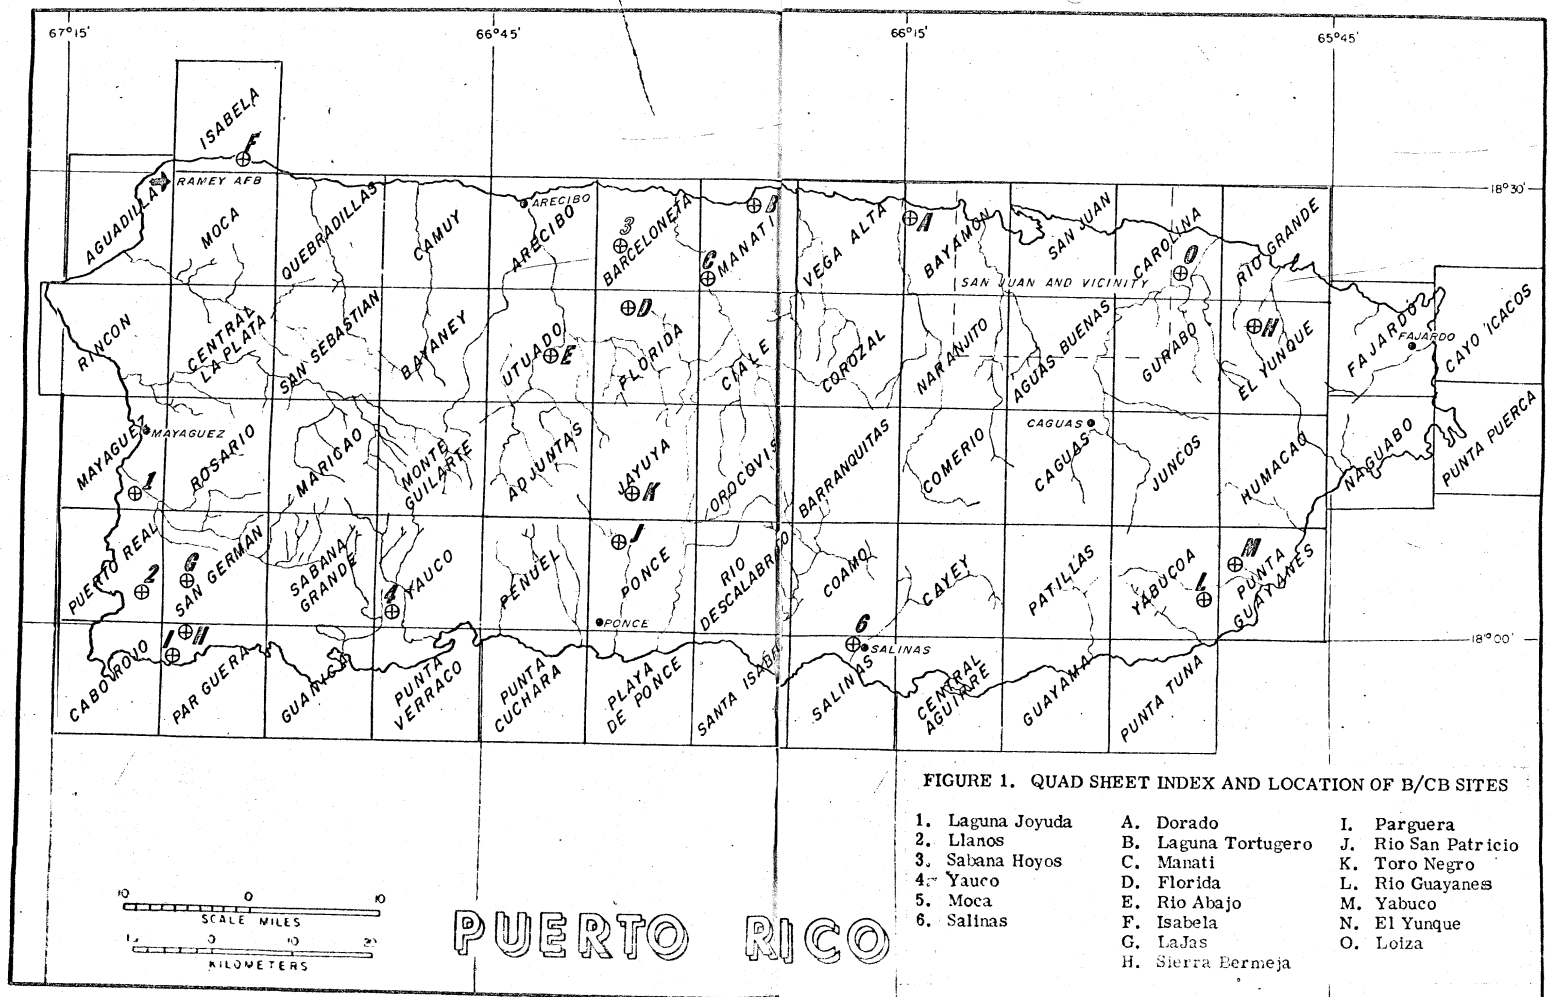 67°15'
66°45'
66°15'
65°45'
ISABELA
F
RAMEY AFB
18°30'
AGUADILLA
MOCA
QUEBRADILLAS
CAMUY
ARECIBO
ARECIBO
3
BARCELONETA
B
C
MANATI
VEGA ALTA
A
BAYAMON
SAN JUAN
CAROLINA
O
RIO GRANDE
SAN JUAN AND VICINITY
RINCON
CENTRAL
LA PLATA
SAN SEBASTIAN
BAYANEY
UTUADO
E
D
FLORIDA
CIALE
COROZAL
NARANJITO
AGUAS BUENAS
GURABO
H
EL YUNQUE
FAJARDO
FAJARDO
CAYO ICACOS
MAYAGUEZ
MAYAGUEZ
1
ROSARIO
MARICAO
MONTE
GUILARTE
ADJUNTAS
JAYUYA
K
OROCOVIS
BARRANQUITAS
COMERIO
CAGUAS
CAGUAS
JUNCOS
HUMACAO
NAGUABO
PUNTA PUERCA
PUERTO REAL
2
G
SAN GERMAN
SABANA
GRANDE
4
YAUCO
PENUEL
J
PONCE
PONCE
RIO
DESCALABRADO
COAMO
CAYEY
PATILLAS
YABUCOA
L
M
PUNTA
GUAYANES
6
SALINAS
18°00'
CABO ROJO
I
H
PARGUERA
GUANICA
PUNTA
VERRACO
PUNTA
CUCHARA
PLAYA
DE PONCE
SANTA ISABEL
SALINAS
CENTRAL
AGUIRRE
GUAYAMA
PUNTA TUNA
FIGURE 1. QUAD SHEET INDEX AND LOCATION OF B/CB SITES
1. Laguna Joyuda
2. Llanos
3. Sabana Hoyos
4. Yauco
5. Moca
6. Salinas
A. Dorado
B. Laguna Tortugero
C. Manati
D. Florida
E. Rio Abajo
F. Isabela
G. LaJas
H. Sierra Bermeja
I. Parguera
J. Rio San Patricio
K. Toro Negro
L. Rio Guayanes
M. Yabuco
N. El Yunque
O. Loiza
10 0 10
SCALE MILES
0 10 20
KILOMETERS
PUERTO RICO